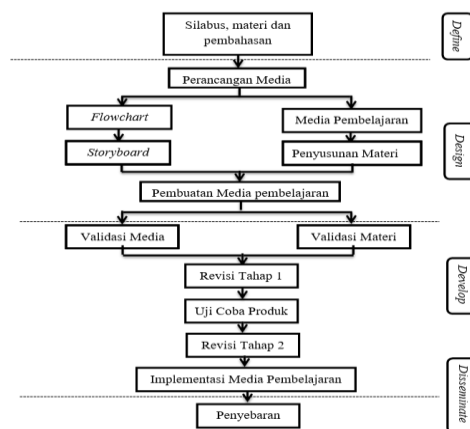 Silabus, materi dan
pembahasan
Define
Perancangan Media
Flowchart
Media Pembelajaran
Storyboard
Penyusunan Materi
Design
Pembuatan Media pembelajaran
Validasi Media
Validasi Materi
Revisi Tahap 1
Develop
Uji Coba Produk
Revisi Tahap 2
Implementasi Media Pembelajaran
Disseminate
Penyebaran